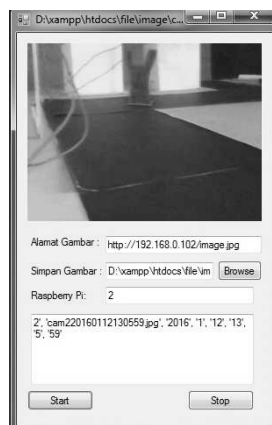 D:\xampp\htdocs\file\image\c...
Alamat Gambar : http://192.168.0.102/image.jpg
Simpan Gambar : D:\xampp\htdocs\file\im Browse
Raspberry Pi: 2
2', 'cam220160112130559.jpg', '2016', '1', '12', '13',
'5', '59'
Start Stop